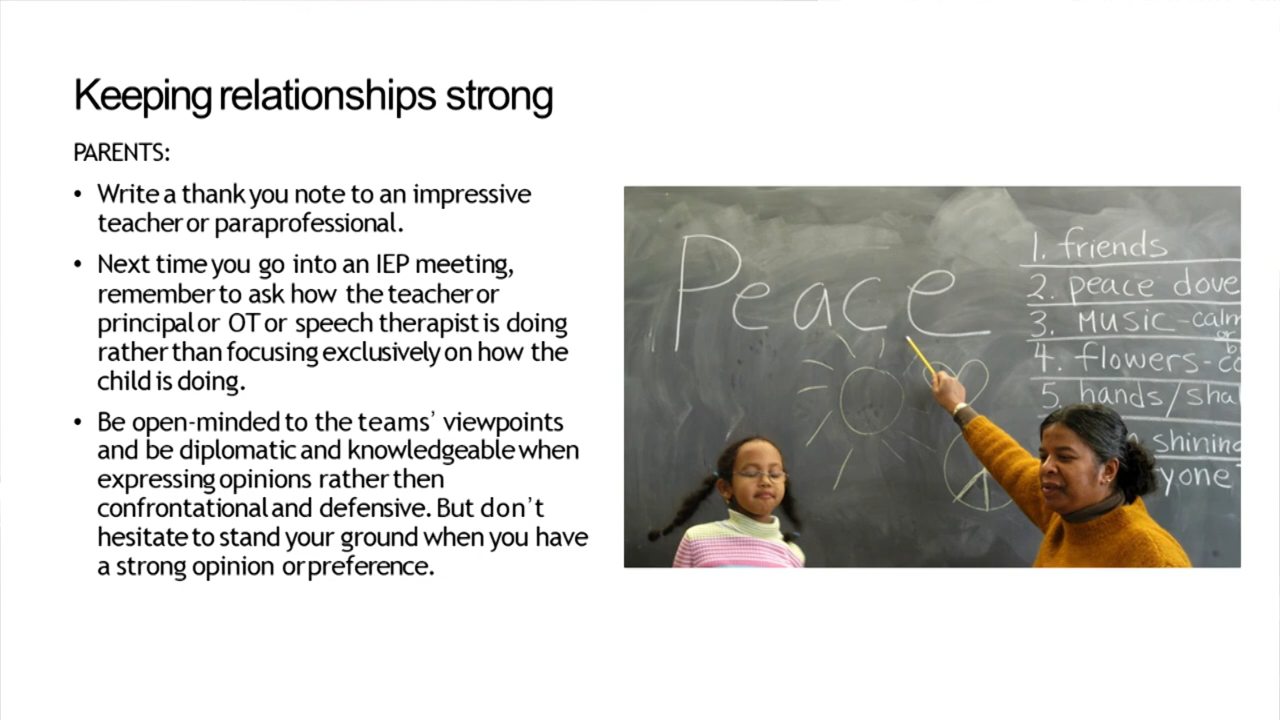 Keeping relationships strong
PARENTS:
• Write a thank you note to an impressive
teacher or paraprofessional.
• Next time you go into an IEP meeting,
remember to ask how the teacher or
principal or OT or speech therapist is doing
rather than focusing exclusively on how the
child is doing.
• Be open-minded to the teams’ viewpoints
and be diplomatic and knowledgeable when
expressing opinions rather then
confrontational and defensive. But don’t
hesitate to stand your ground when you have
a strong opinion or preference.
Peace
1. friends
2. peace dove
3. MUSIC-calm
4. flowers-
5. hands/
shining